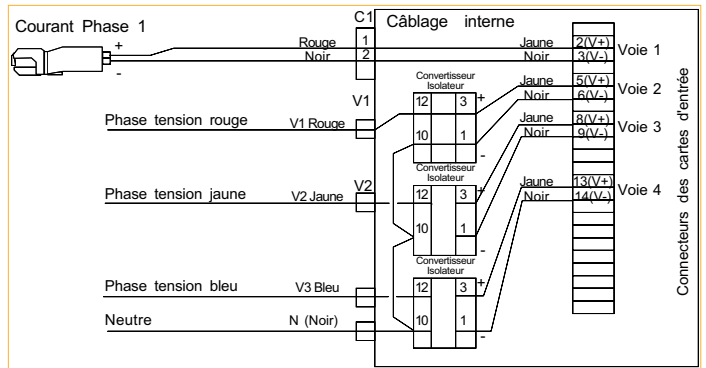 Courant Phase 1
+
-
C1
Câblage interne
Rouge 1
Noir 2
Jaune 2(V+) Voie 1
Noir 3(V-)
Convertisseur
Isolateur
V1
12 3 +
10 1 -
Jaune 5(V+) Voie 2
Noir 6(V-)
Phase tension rouge V1 Rouge
Jaune 8(V+) Voie 3
Noir 9(V-)
Convertisseur
Isolateur
V2
12 3 +
10 1 -
Phase tension jaune V2 Jaune
Jaune 13(V+) Voie 4
Noir 14(V-)
Convertisseur
Isolateur
12 3 +
10 1 -
Phase tension bleu V3 Bleu
Neutre N (Noir)
Connecteurs des cartes d'entrée